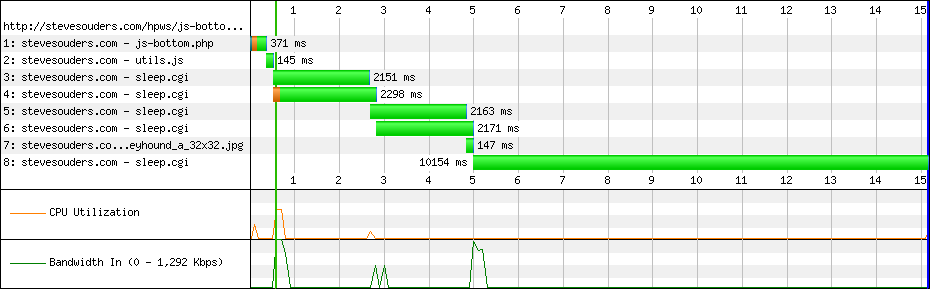 1 2 3 4 5 6 7 8 9 10 11 12 13 14 15
http://stevesouders.com/hpws/js-botto...
1: stevesouders.com - js-bottom.php 371 ms
2: stevesouders.com - utils.js 145 ms
3: stevesouders.com - sleep.cgi 2151 ms
4: stevesouders.com - sleep.cgi 2298 ms
5: stevesouders.com - sleep.cgi 2163 ms
6: stevesouders.com - sleep.cgi 2171 ms
7: stevesouders.co...eyhound_a_32x32.jpg 147 ms
8: stevesouders.com - sleep.cgi 10154 ms
1 2 3 4 5 6 7 8 9 10 11 12 13 14 15
CPU Utilization
Bandwidth In (0 - 1,292 Kbps)